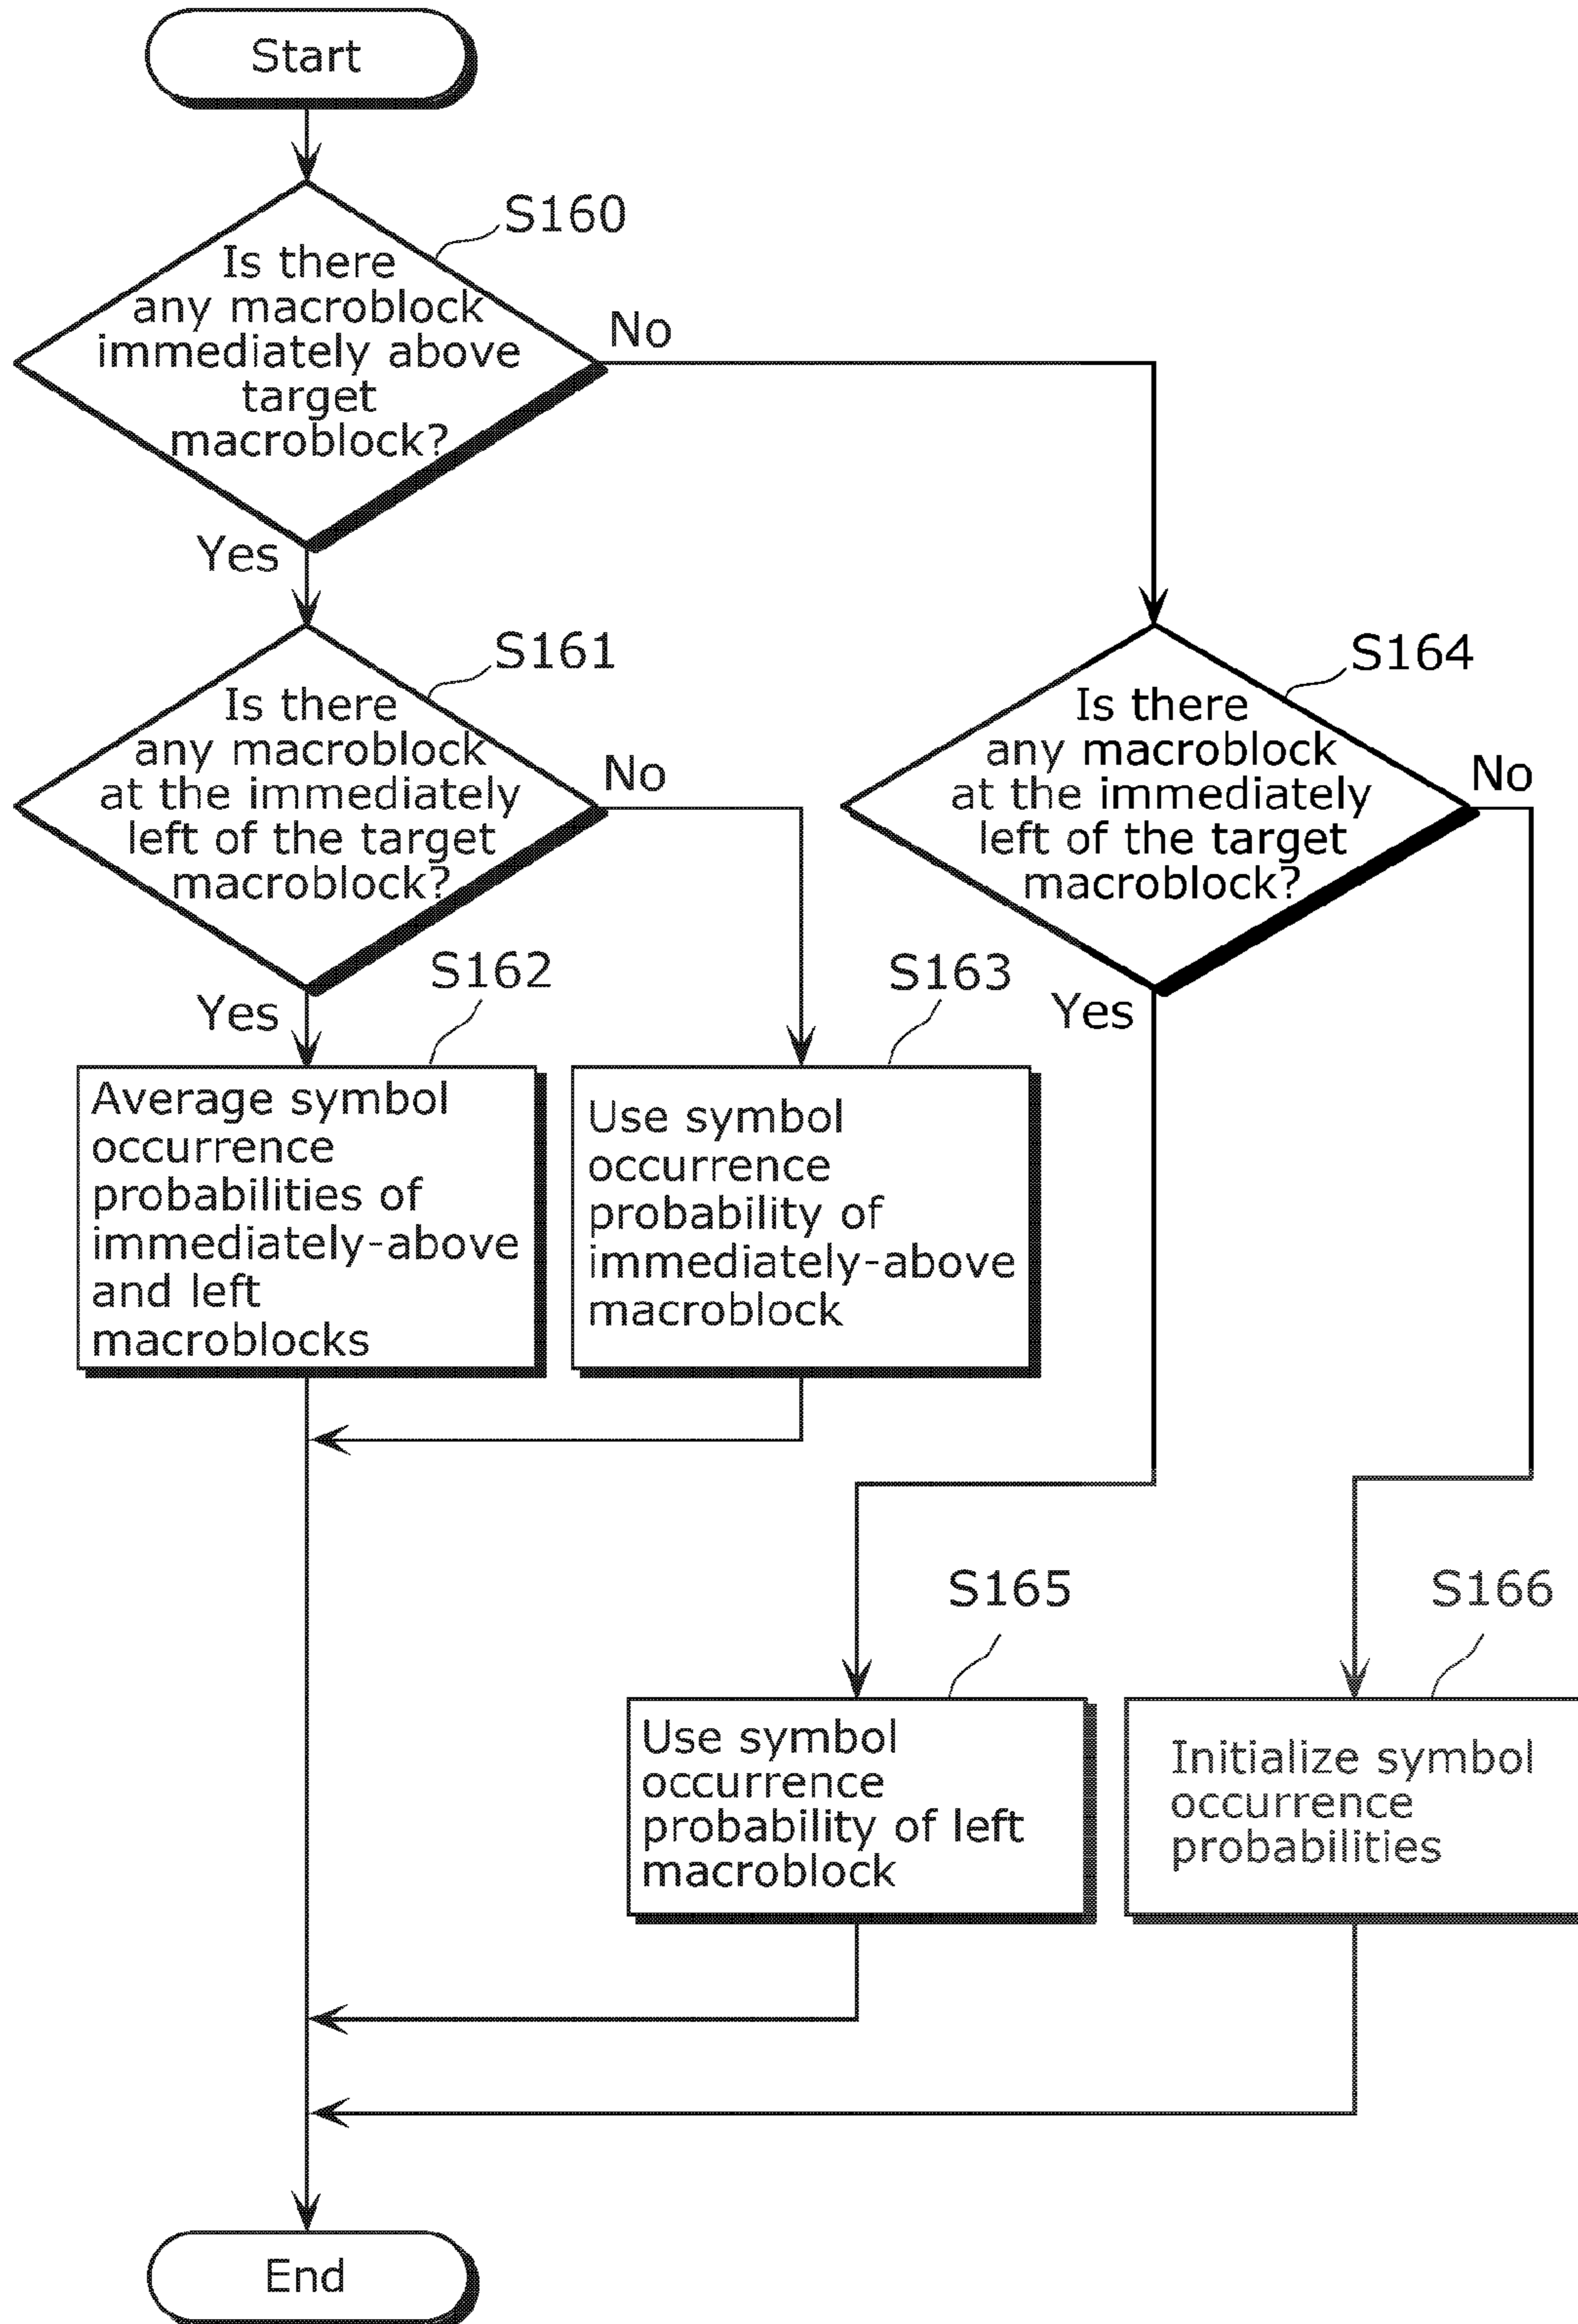 Start
S160
Is there
any macroblock
immediately above
target
macroblock?
No
Yes
S161
Is there
any macroblock
at the immediately
left of the target
macroblock?
No
Yes
S164
Is there
any macroblock
at the immediately
left of the target
macroblock?
No
Yes
S162
Average symbol
occurrence
probabilities of
immediately-above
and left
macroblocks
S163
Use symbol
occurrence
probability of
immediately-above
macroblock
S165
Use symbol
occurrence
probability of left
macroblock
S166
Initialize symbol
occurrence
probabilities
End